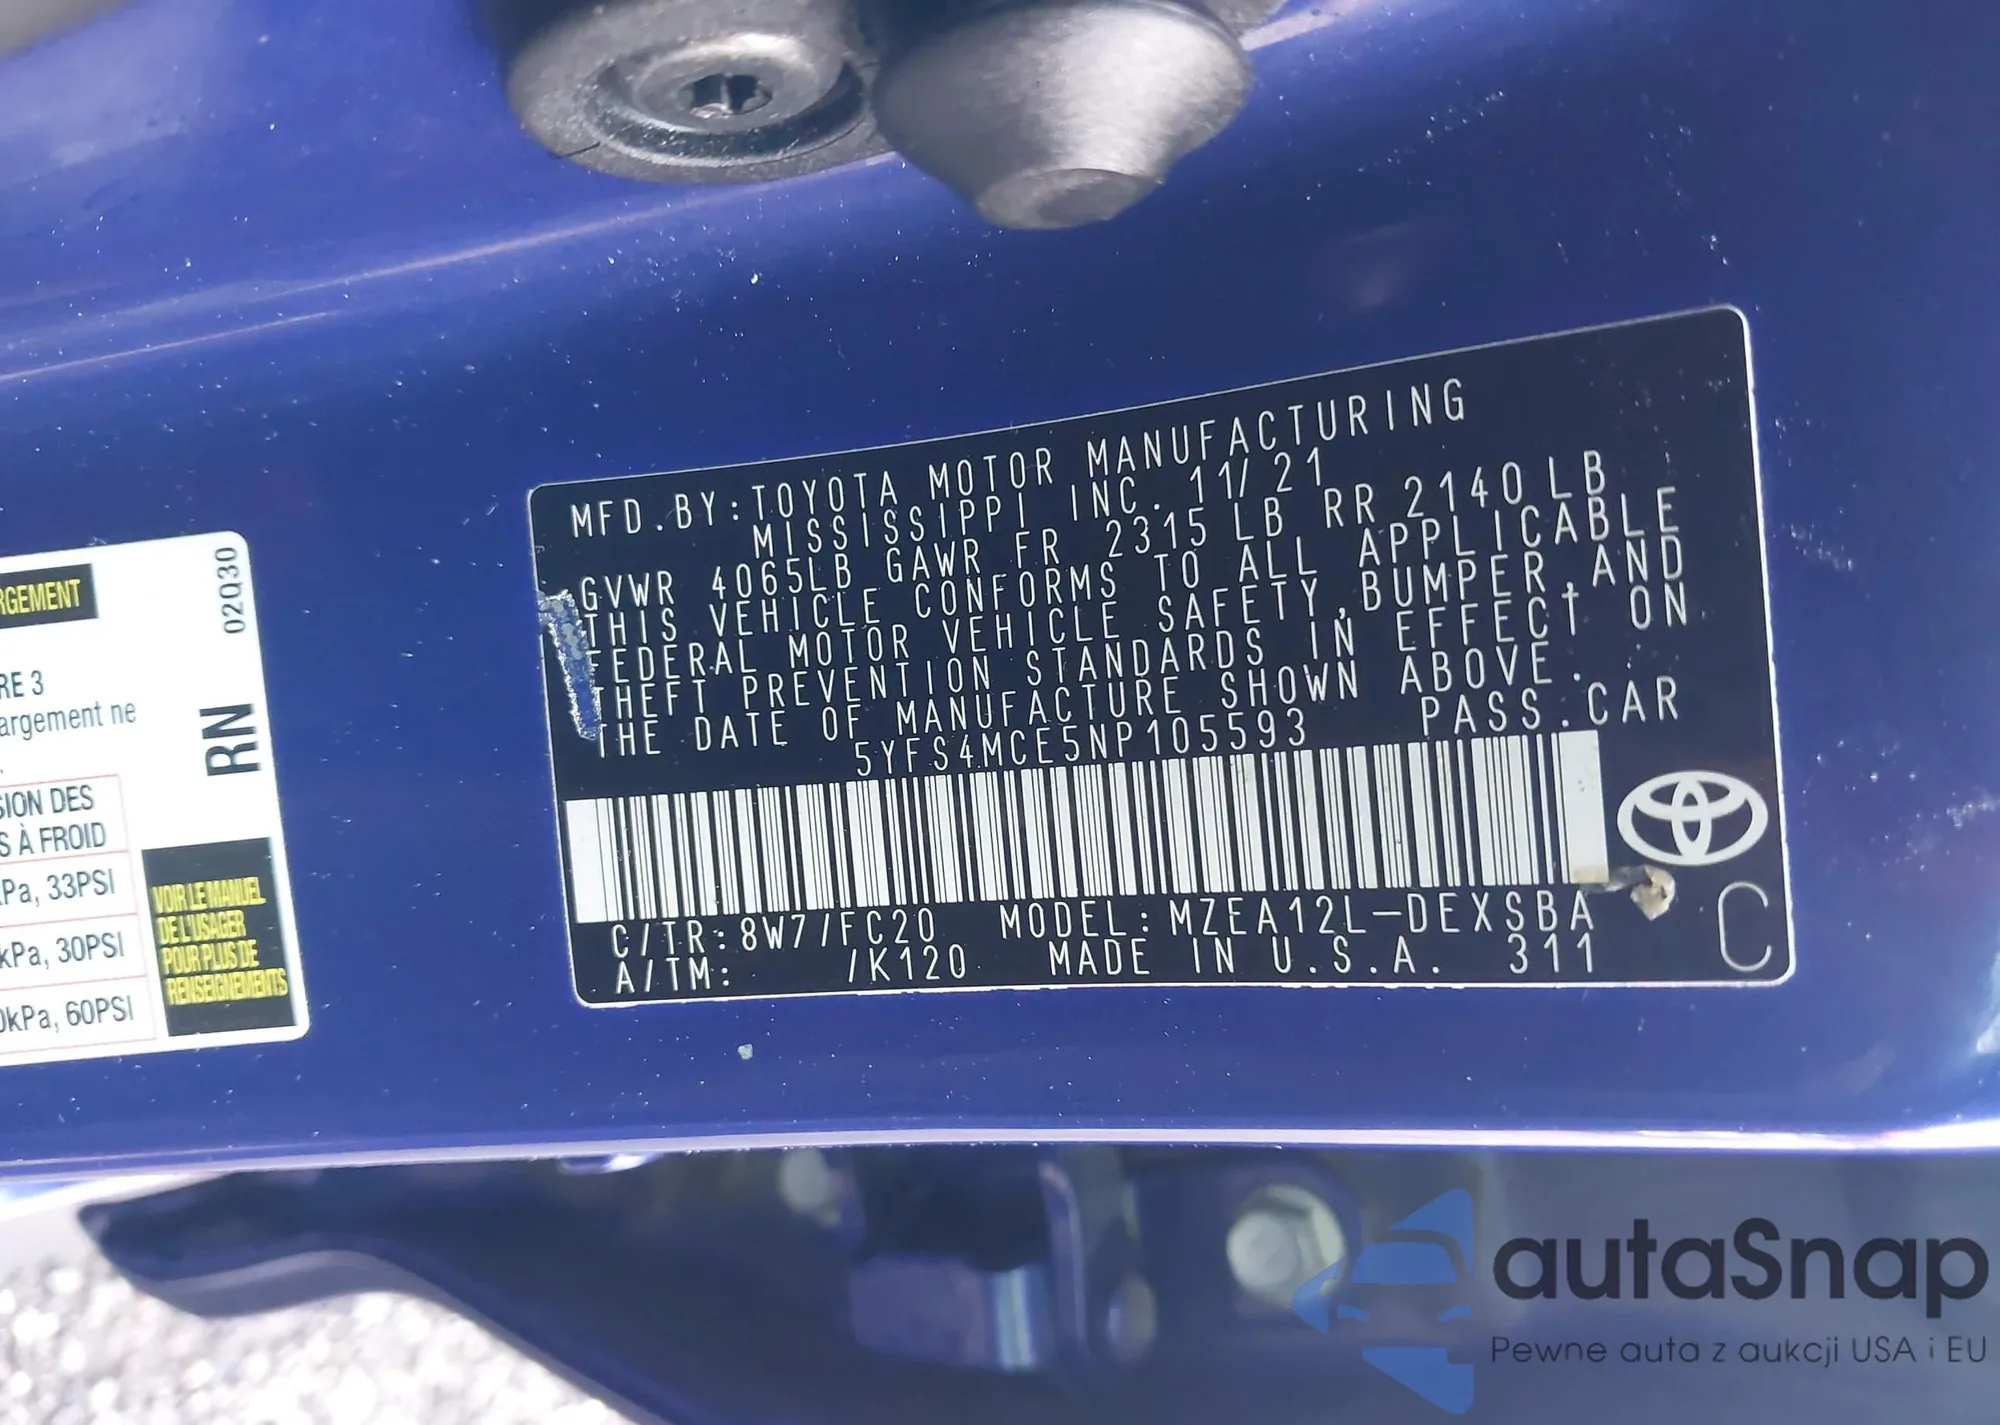 MFD.BY:TOYOTA MOTOR MANUFACTURING
MISSISSIPPI INC. 11/21
GVWR 4065LB GAWR FR 2315 LB RR 2140 LB
THIS VEHICLE CONFORMS TO ALL APPLICABLE
FEDERAL MOTOR VEHICLE SAFETY,BUMPER,AND
THEFT PREVENTION STANDARDS IN EFFECT ON
THE DATE OF MANUFACTURE SHOWN ABOVE.
5YFS4MCE5NP105593 PASS.CAR
C/TR:8W7/FC20 MODEL:MZEA12L-DEXSBA
A/TM: /K120 MADE IN U.S.A. 311
C
RGEMENT
02Q30
RE 3
argement ne
RN
SION DES
S À FROID
kPa, 33PSI
kPa, 30PSI
0kPa, 60PSI
VOIR LE MANUEL
DE L'USAGER
POUR PLUS DE
RENSEIGNEMENTS
autaSnap
Pewne auta z aukcji USA i EU